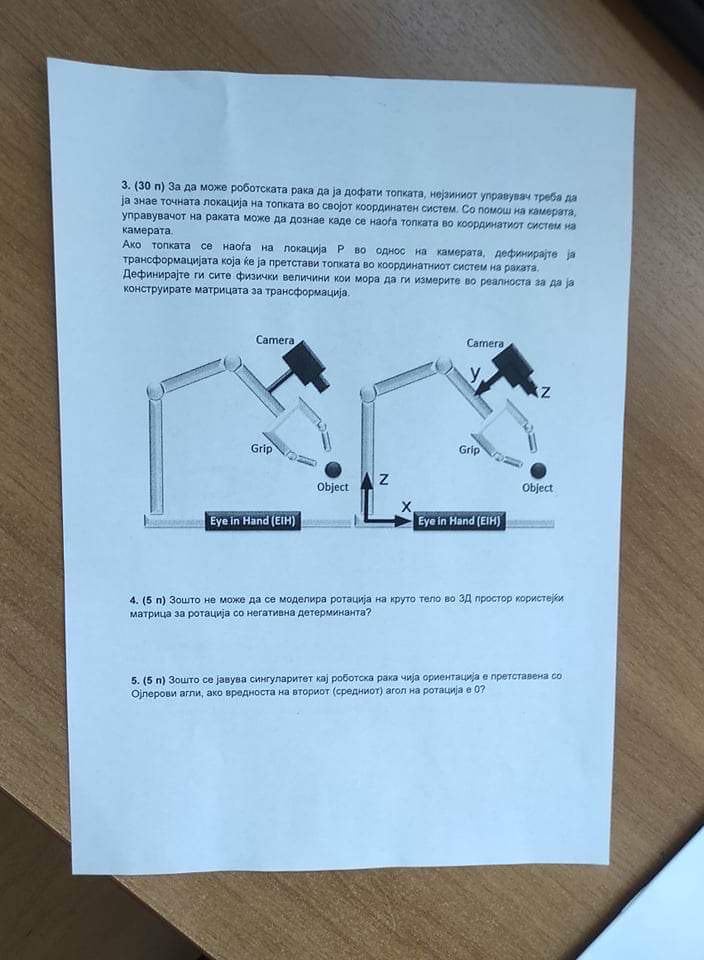 3. (30 п) За да може роботската рака да ја дофати топката, нејзиниот управувач треба да
ја знае точната локација на топката во својот координатен систем. Со помош на камерата,
управувачот на раката може да дознае каде се наоѓа топката во координатиот систем на
камерата.
Ако топката се наоѓа на локација P во однос на камерата, дефинирајте ја
трансформацијата која ќе ја претстави топката во координатниот систем на раката.
Дефинирајте ги сите физички величини кои мора да ги измерите во реалноста за да ја
конструирате матрицата за трансформација.
Camera
Grip
Object
Eye in Hand (EIH)
Camera
y
z
Grip
Object
z
x
Eye in Hand (EIH)
4. (5 п) Зошто не може да се моделира ротација на круто тело во 3Д простор користејќи
матрица за ротација со негативна детерминанта?
5. (5 п) Зошто се јавува сингуларитет кај роботска рака чија ориентација е претставена со
Ојлерови агли, ако вредноста на вториот (средниот) агол на ротација е 0?